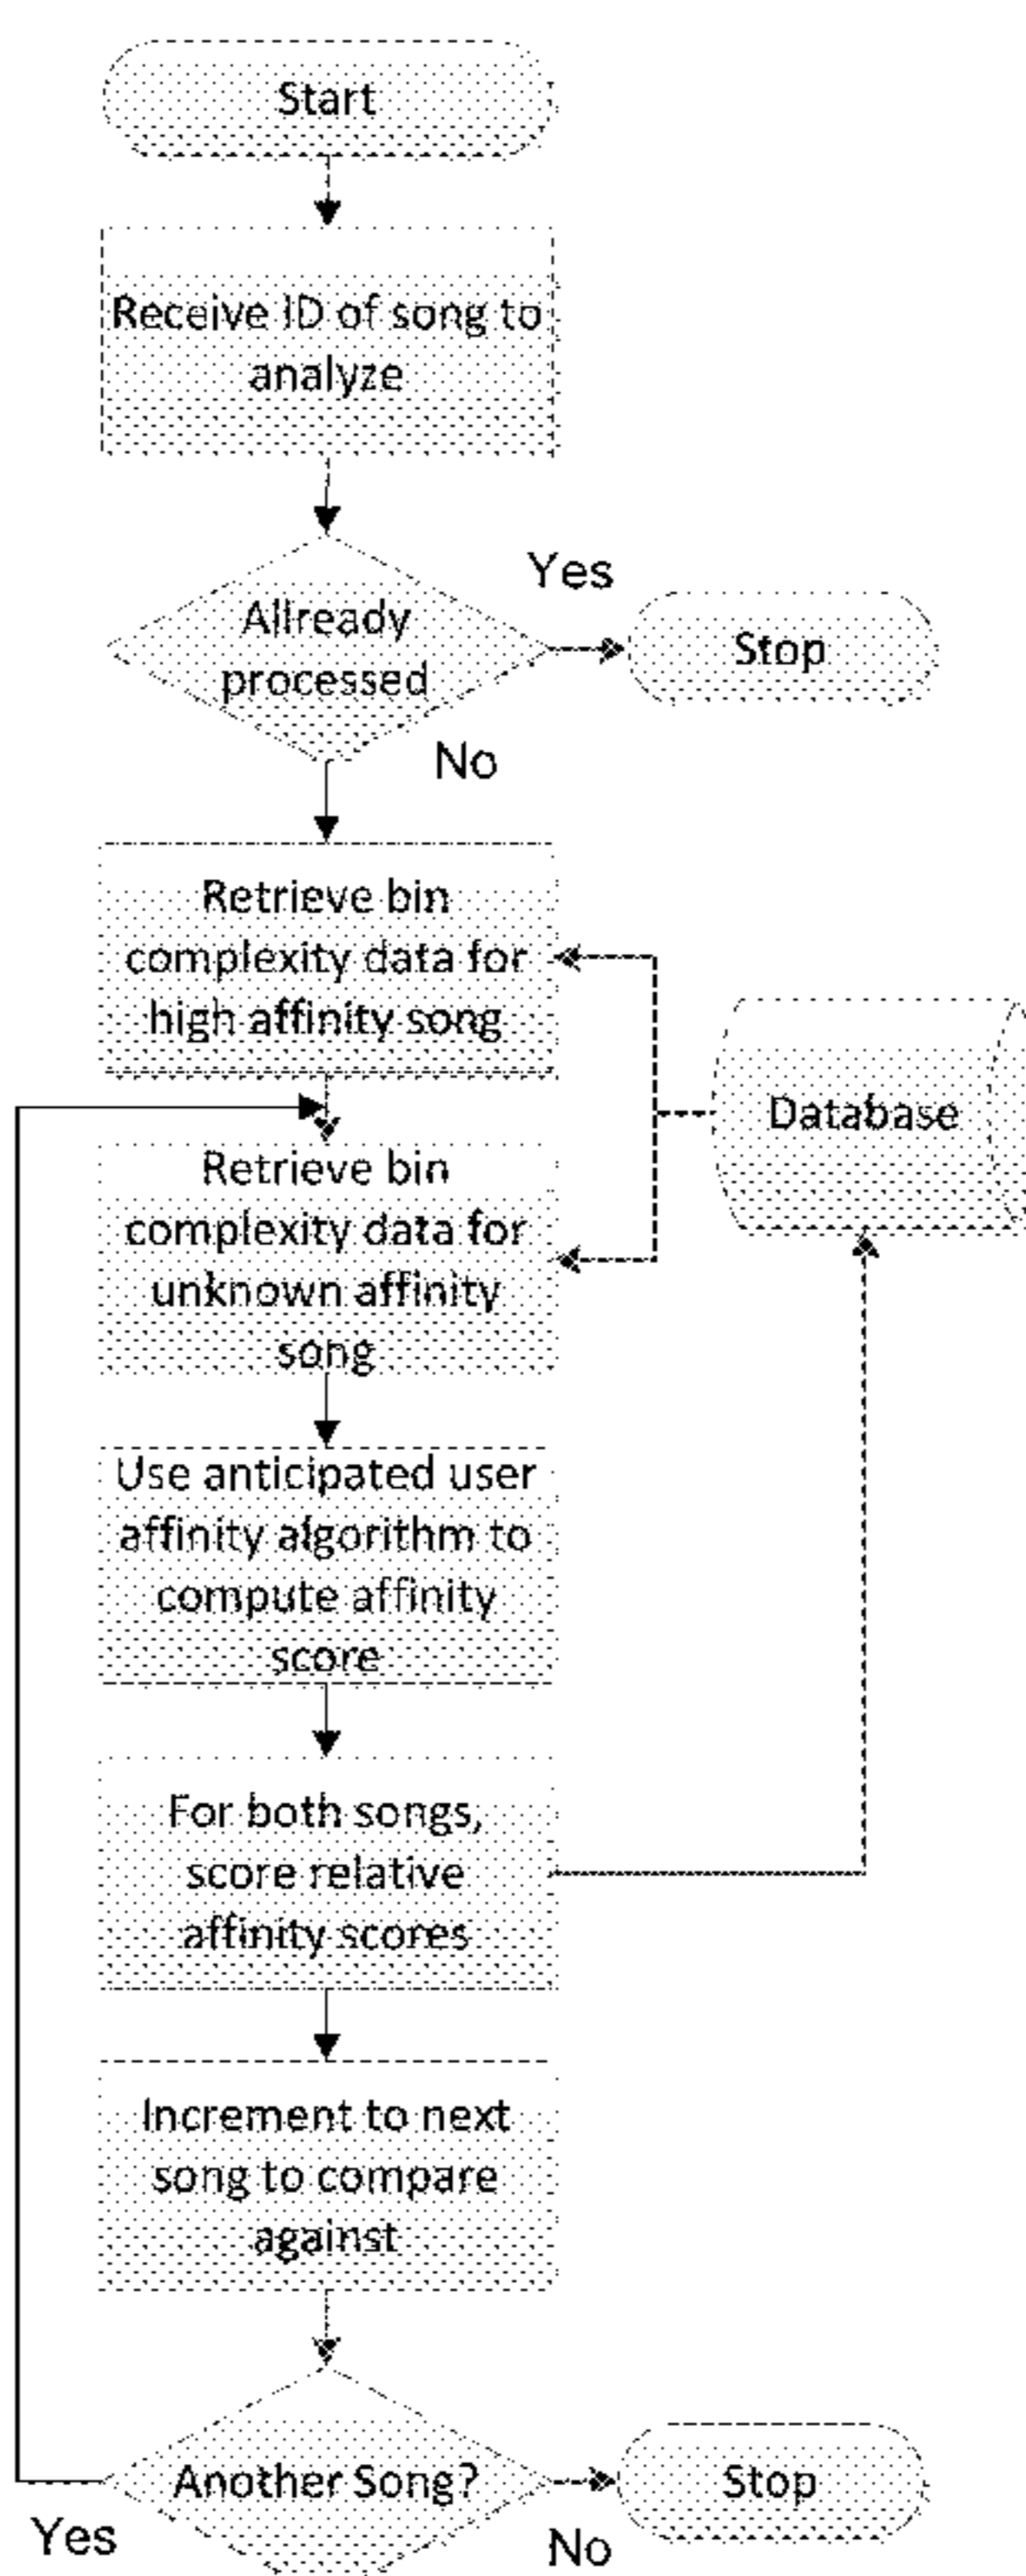 Start
Receive ID of song to
analyze
Allready
processed
Yes
Stop
No
Retrieve bin
complexity data for
high affinity song
Database
Retrieve bin
complexity data for
unknown affinity
song
Use anticipated user
affinity algorithm to
compute affinity
score
For both songs,
score relative
affinity scores
Increment to next
song to compare
against
Another Song?
Stop
Yes
No